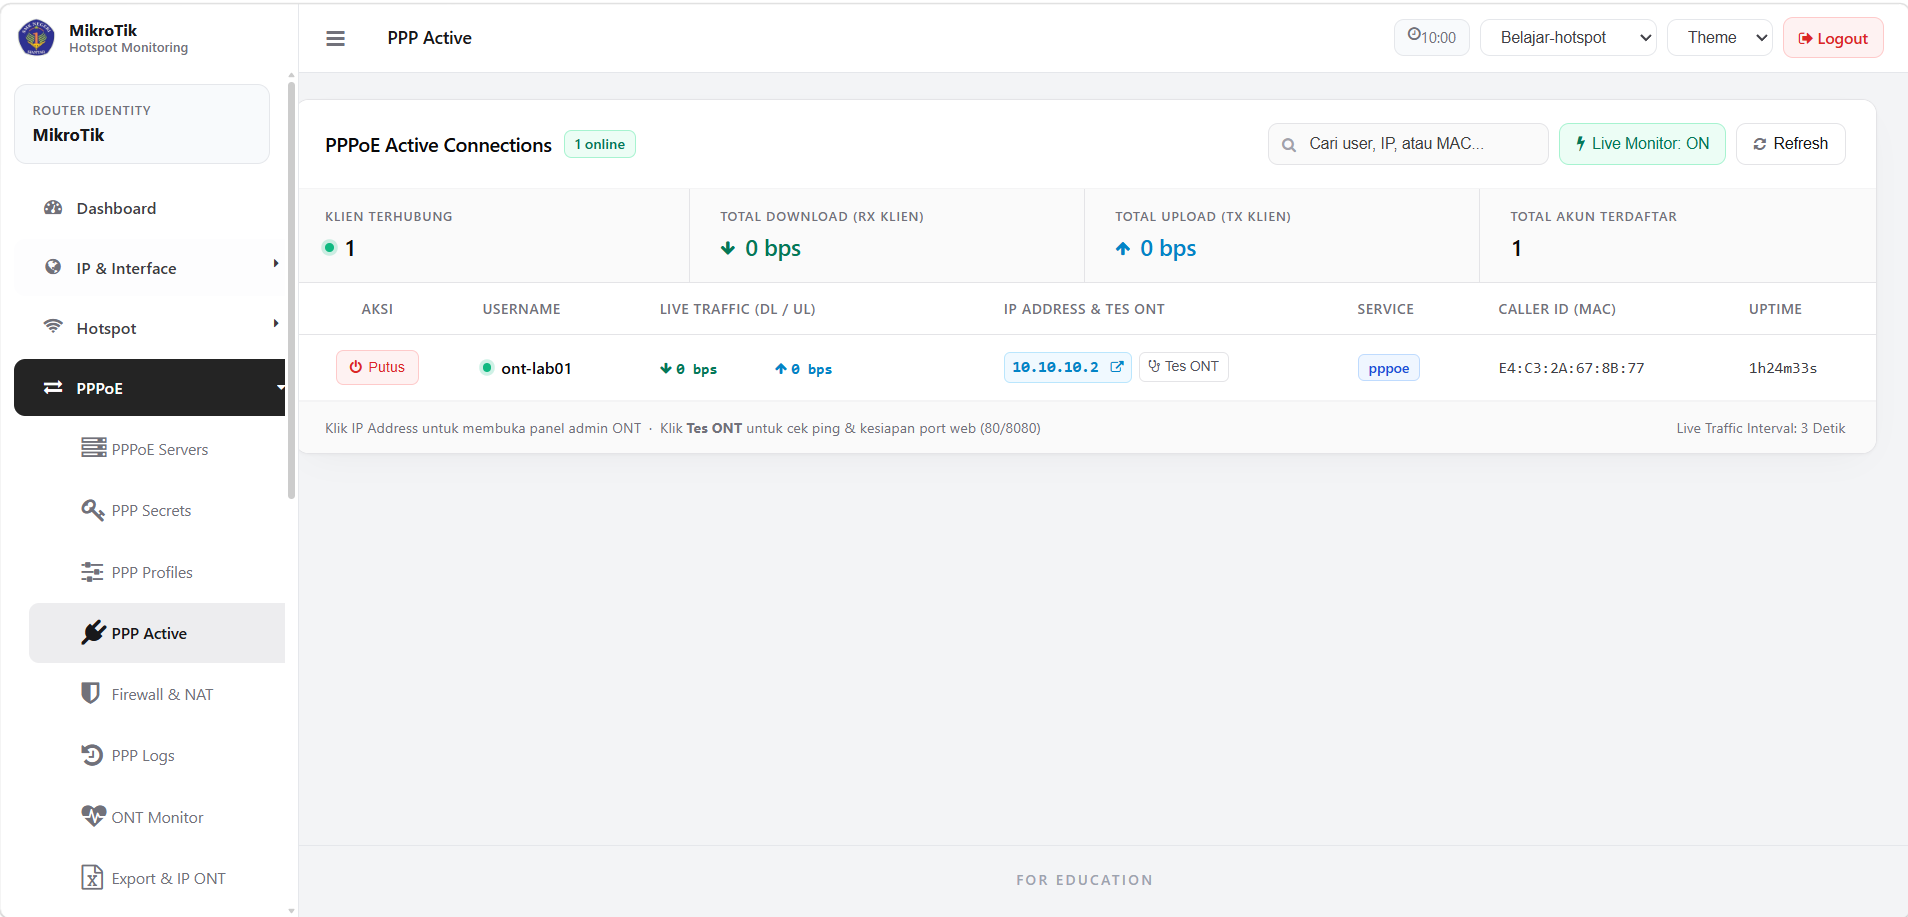 MikroTik
Hotspot Monitoring
ROUTER IDENTITY
MikroTik
Dashboard
IP & Interface
Hotspot
PPPoE
PPPoE Servers
PPP Secrets
PPP Profiles
PPP Active
Firewall & NAT
PPP Logs
ONT Monitor
Export & IP ONT
PPP Active
10:00
Belajar-hotspot
Theme
Logout
PPPoE Active Connections
1 online
Cari user, IP, atau MAC...
Live Monitor: ON
Refresh
KLIEN TERHUBUNG
1
TOTAL DOWNLOAD (RX KLIEN)
0 bps
TOTAL UPLOAD (TX KLIEN)
0 bps
TOTAL AKUN TERDAFTAR
1
AKSI USERNAME LIVE TRAFFIC (DL / UL) IP ADDRESS & TES ONT SERVICE CALLER ID (MAC) UPTIME
Putus ont-lab01 0 bps 0 bps 10.10.10.2 Tes ONT pppoe E4:C3:2A:67:8B:77 1h24m33s
Klik IP Address untuk membuka panel admin ONT · Klik Tes ONT untuk cek ping & kesiapan port web (80/8080)
Live Traffic Interval: 3 Detik
FOR EDUCATION